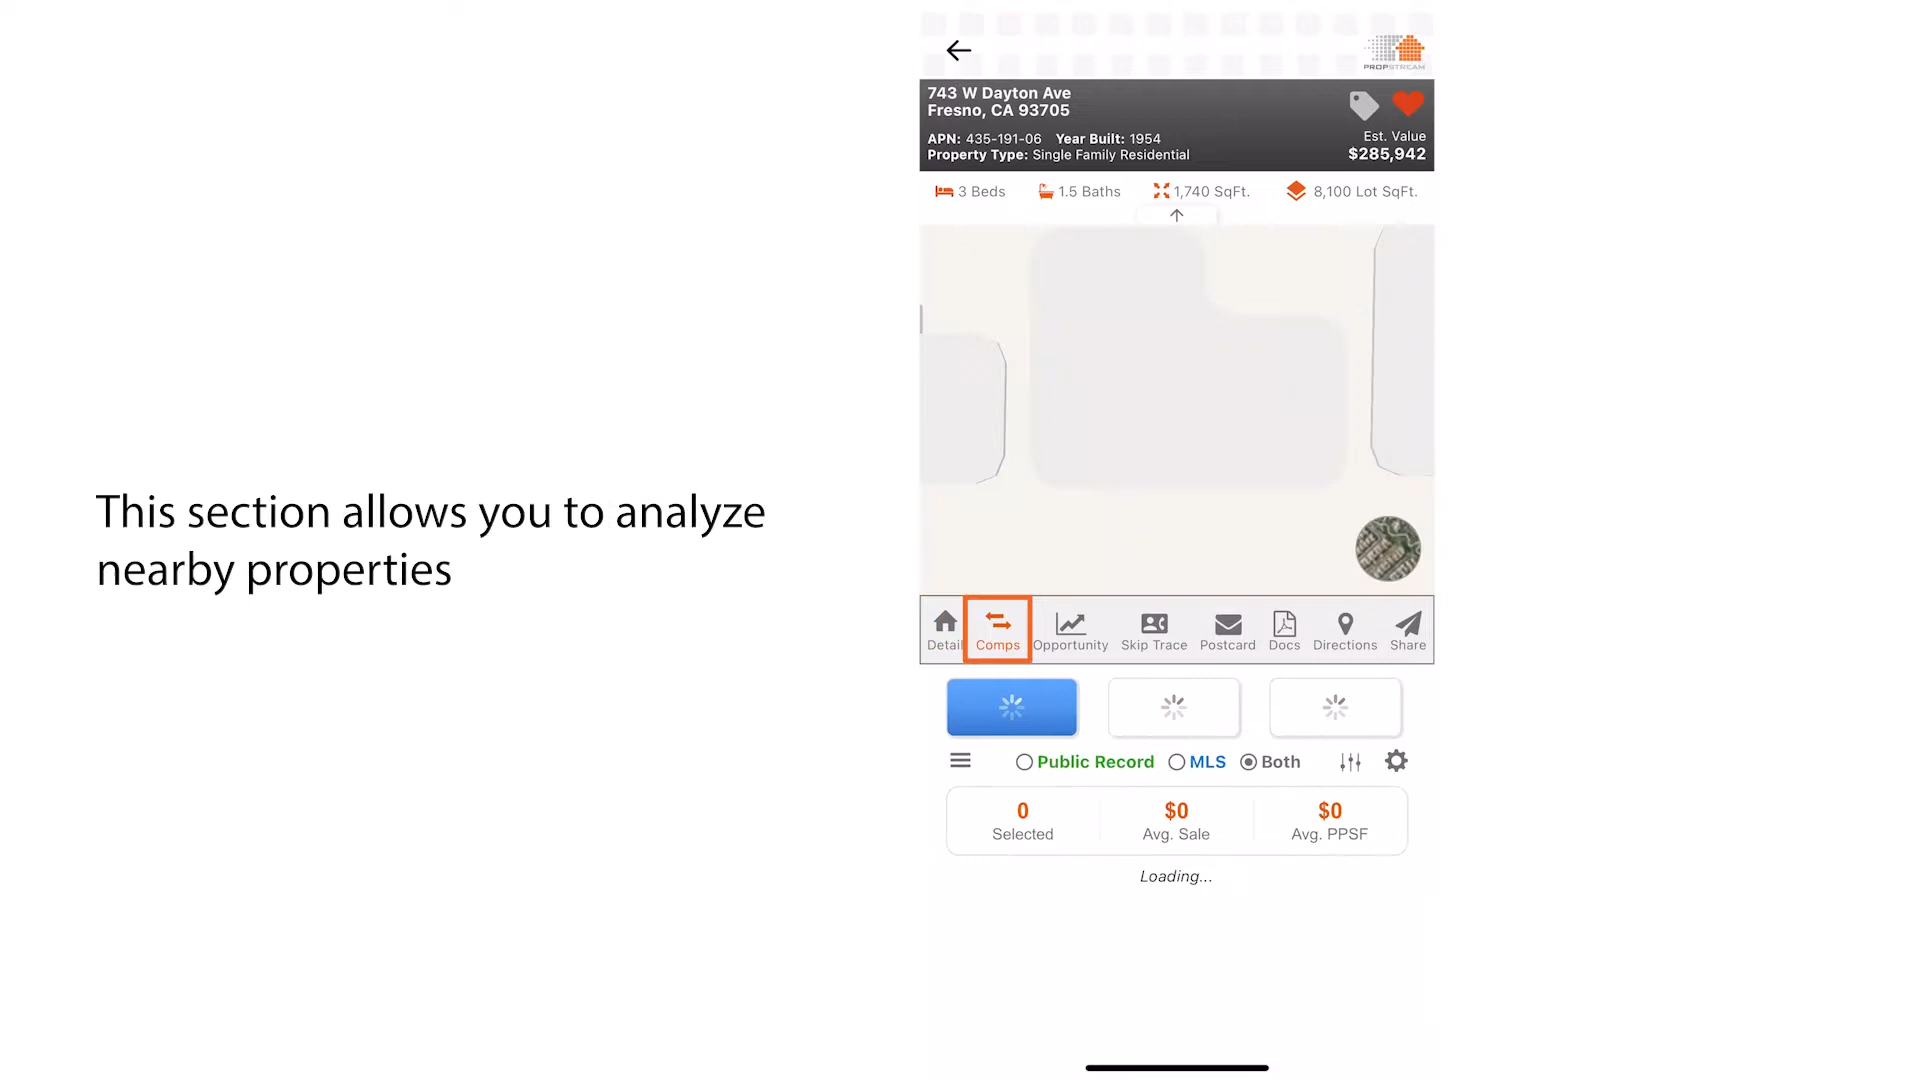 PROPSTREAM
743 W Dayton Ave
Fresno, CA 93705
APN: 435-191-06 Year Built: 1954
Property Type: Single Family Residential
Est. Value
$285,942
3 Beds 1.5 Baths 1,740 SqFt. 8,100 Lot SqFt.
This section allows you to analyze
nearby properties
Detail Comps Opportunity Skip Trace Postcard Docs Directions Share
Public Record MLS Both
0 $0 $0
Selected Avg. Sale Avg. PPSF
Loading...